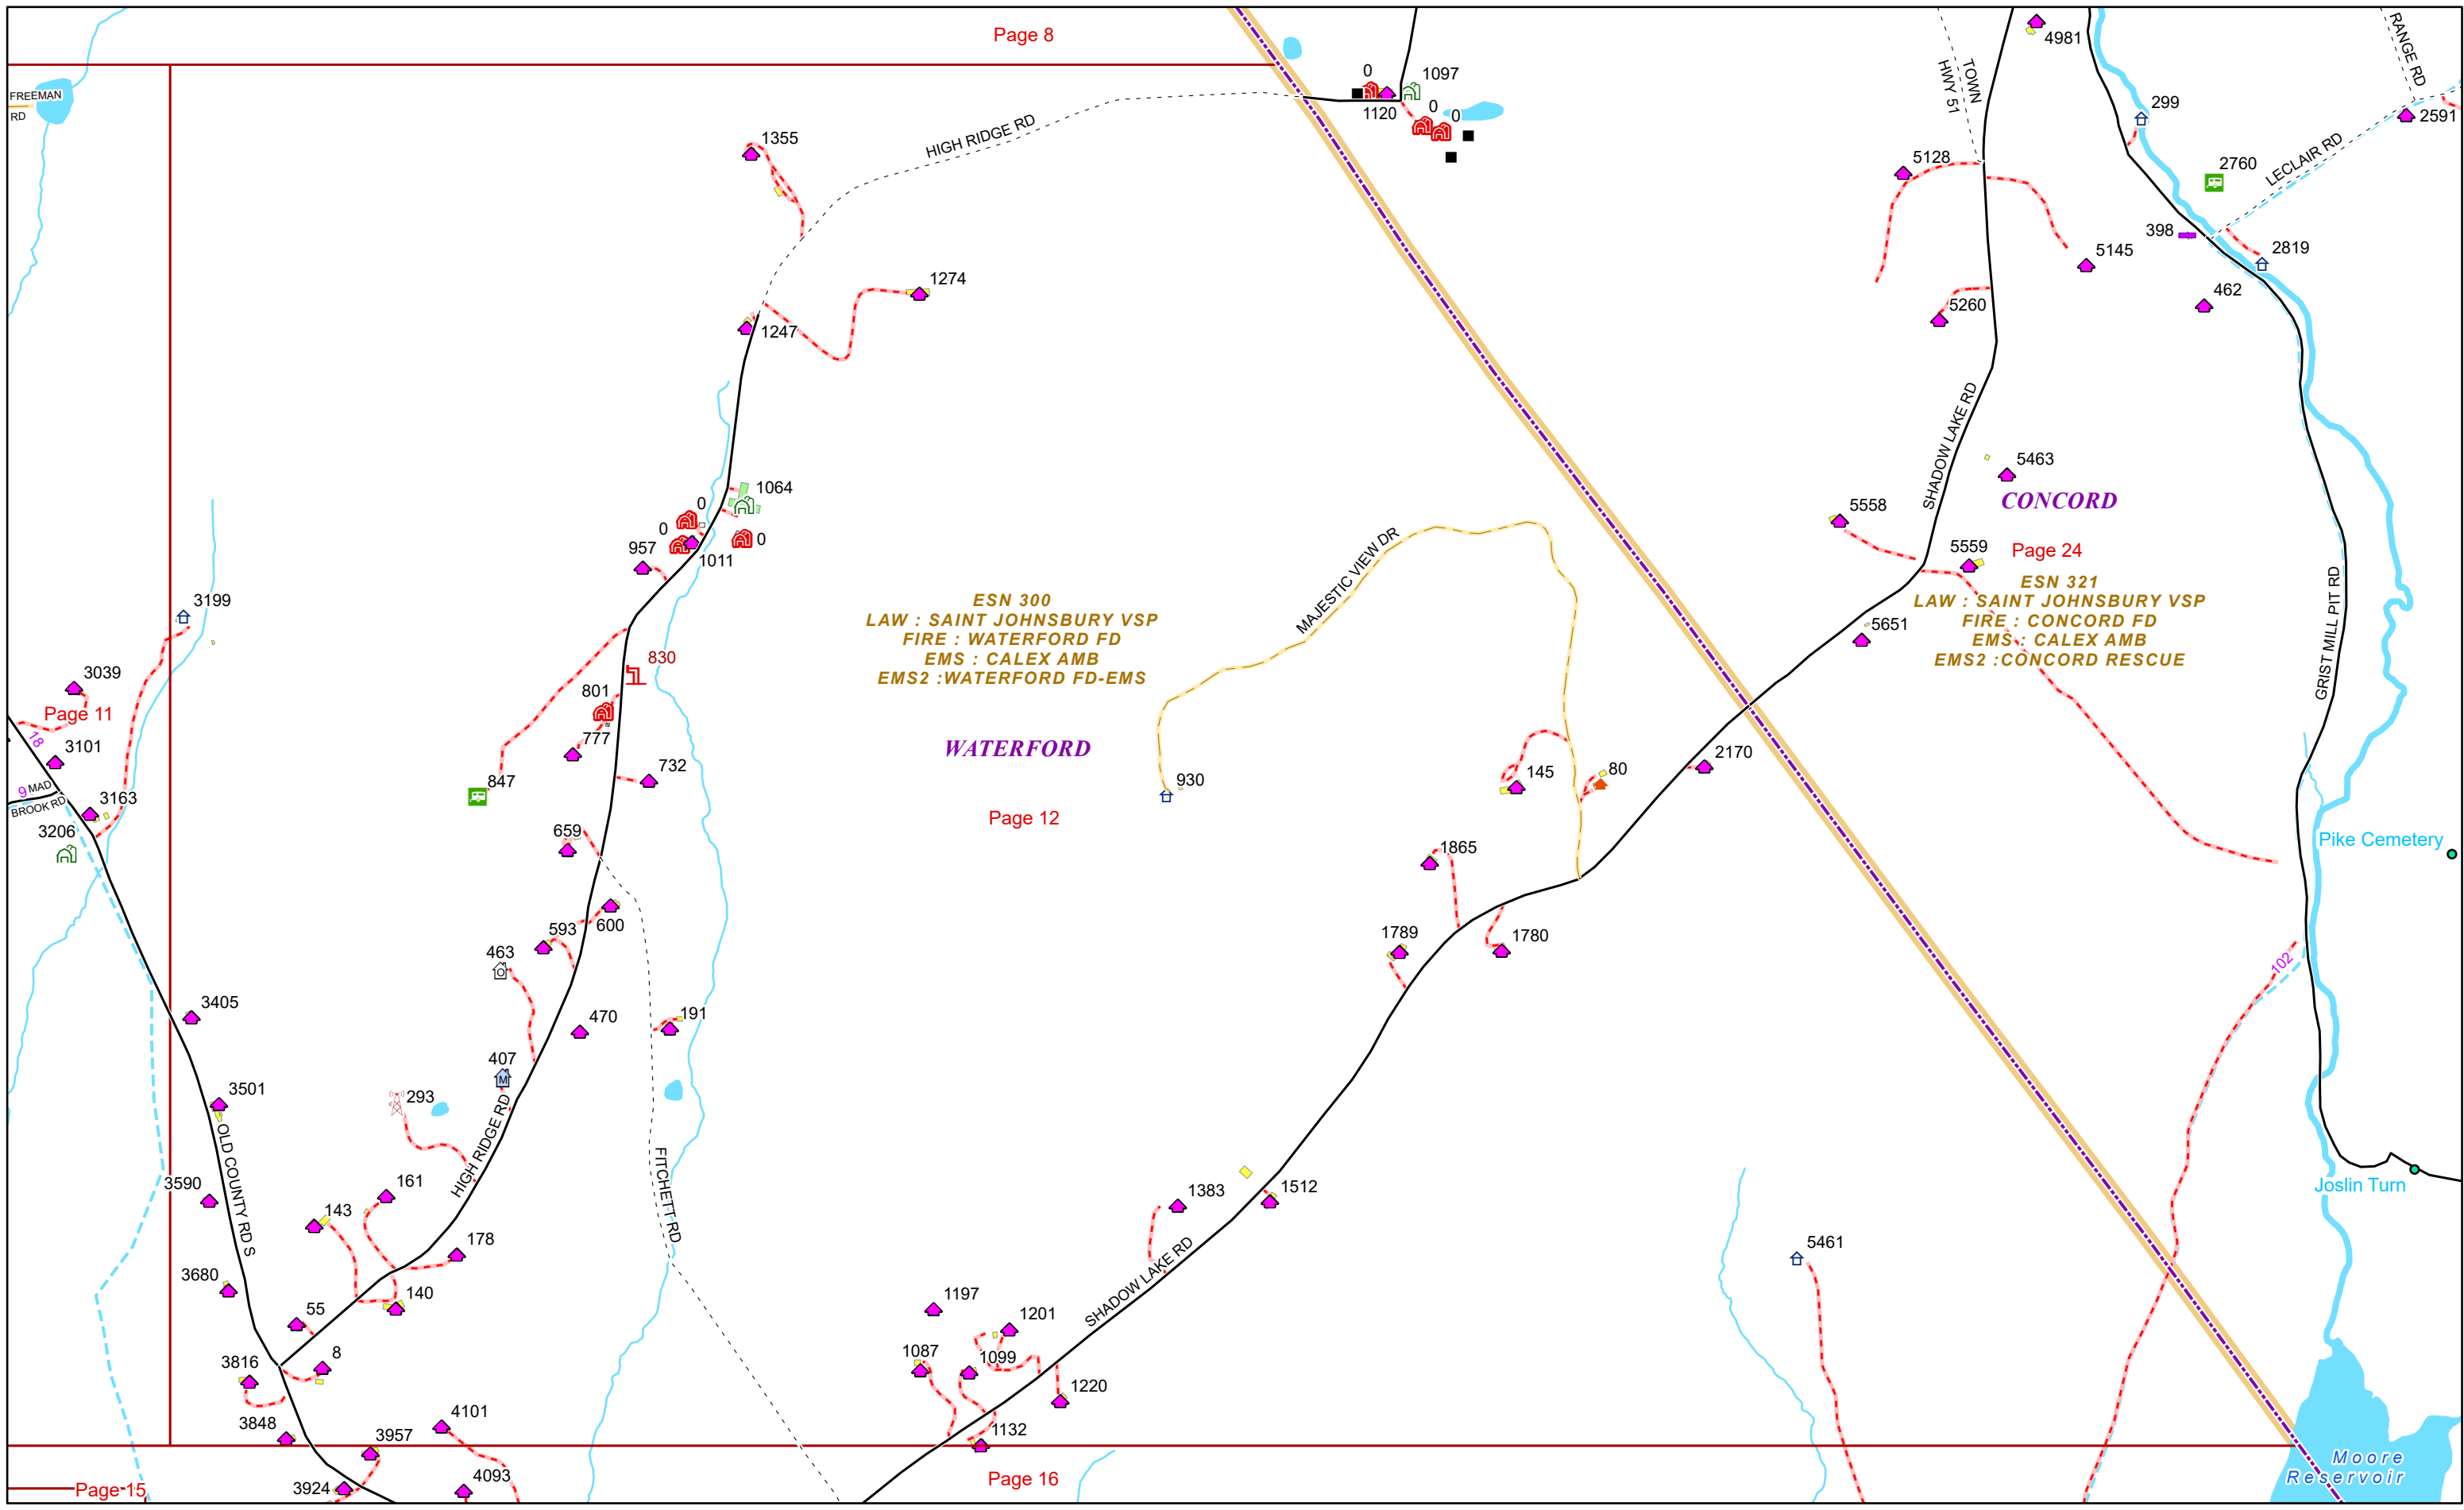 Page 8
4981
RANGE RD
FREEMAN
RD
0
1097
TOWN
HWY 51
299
2591
1120
0
0
HIGH RIDGE RD
1355
5128
2760
LECLAIR RD
398
2819
5145
1274
462
5260
1247
SHADOW LAKE RD
5463
CONCORD
1064
0
0
0
957
1011
5558
5559
Page 24
MAJESTIC VIEW DR
ESN 300
LAW : SAINT JOHNSBURY VSP
FIRE : WATERFORD FD
EMS : CALEX AMB
EMS2 :WATERFORD FD-EMS
ESN 321
LAW : SAINT JOHNSBURY VSP
FIRE : CONCORD FD
EMS : CALEX AMB
EMS2 :CONCORD RESCUE
5651
GRIST MILL PIT RD
3199
3039
830
801
Page 11
18
3101
777
WATERFORD
2170
732
847
930
145
80
9
MAD
BROOK RD
3163
3206
Page 12
659
Pike Cemetery
1865
600
593
463
1789
1780
102
3405
470
191
407
293
3501
OLD COUNTY RD S
HIGH RIDGE RD
FITCHETT RD
Joslin Turn
3590
161
143
1383
1512
178
5461
SHADOW LAKE RD
3680
140
55
1197
1201
8
3816
1087
1099
1220
3848
4101
3957
1132
Moore
Reservoir
Page 15
3924
4093
Page 16